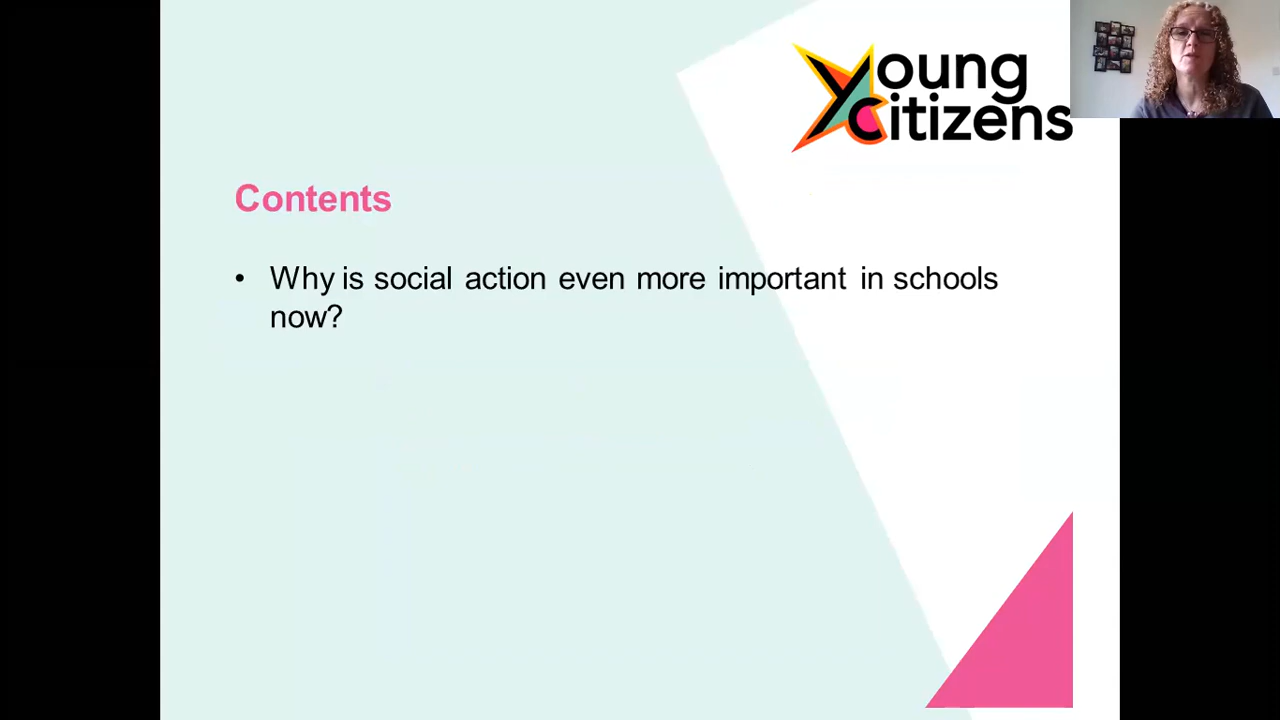 Young
Citizens
Contents
• Why is social action even more important in schools
now?